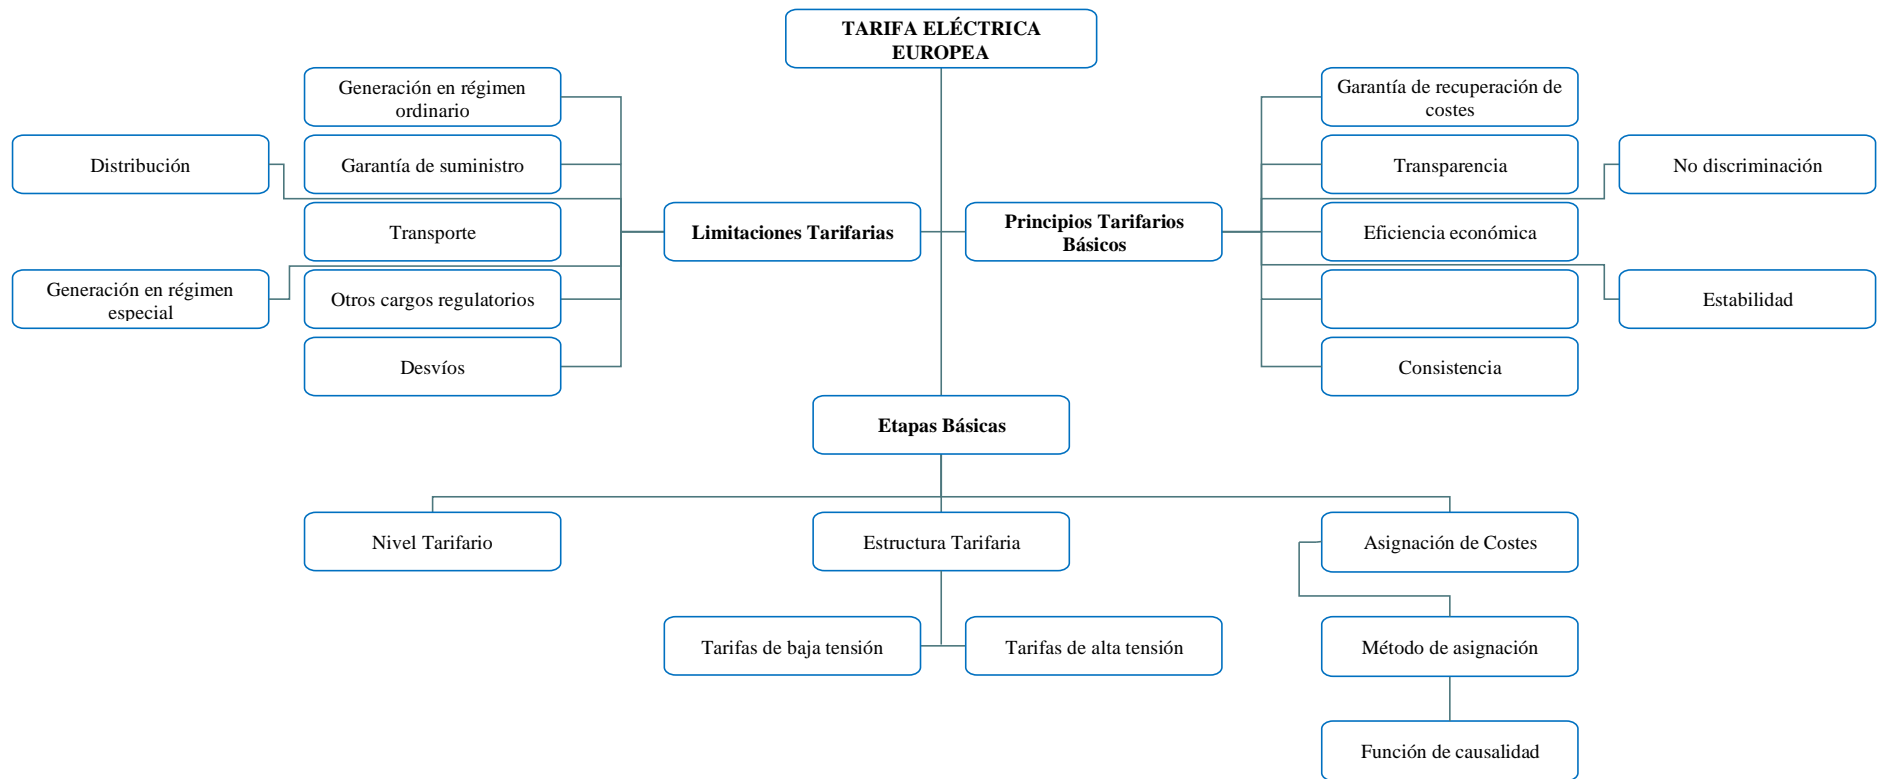 TARIFA ELÉCTRICA
EUROPEA
Generación en régimen
ordinario
Garantía de recuperación de
costes
Distribución
Garantía de suministro
Transparencia
No discriminación
Transporte
Limitaciones Tarifarias
Principios Tarifarios
Básicos
Eficiencia económica
Generación en régimen
especial
Otros cargos regulatorios
Estabilidad
Desvíos
Consistencia
Etapas Básicas
Nivel Tarifario
Estructura Tarifaria
Asignación de Costes
Tarifas de baja tensión
Tarifas de alta tensión
Método de asignación
Función de causalidad